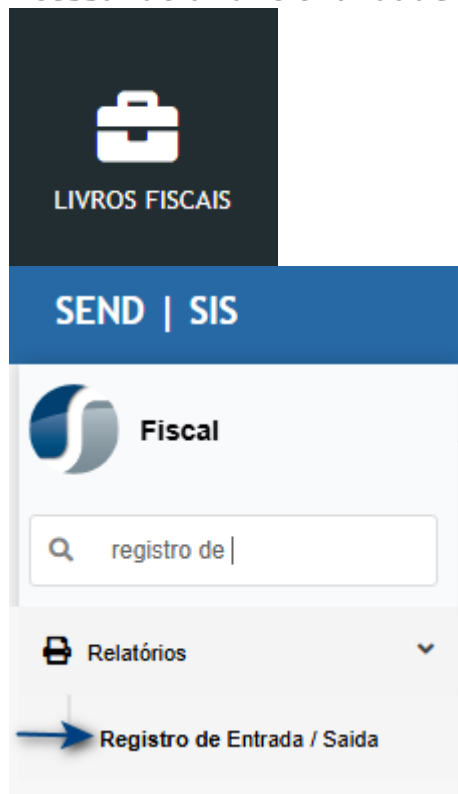 LIVROS FISCAIS
SEND | SIS
Fiscal
registro de
Relatórios
Registro de Entrada / Saida